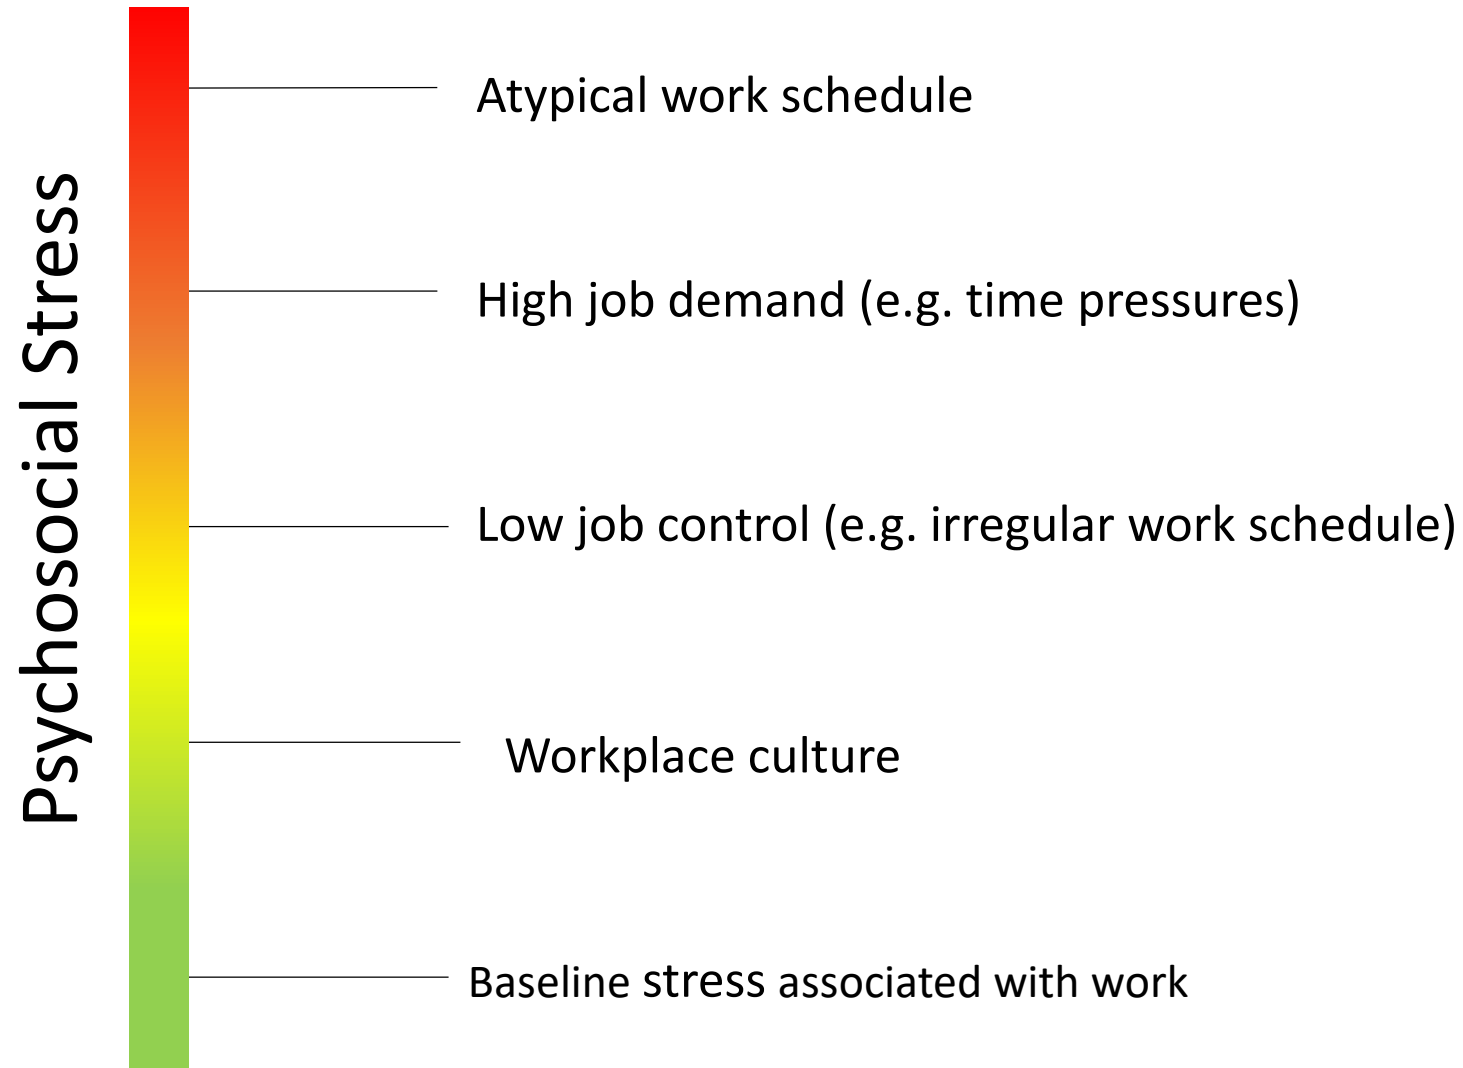 Psychosocial Stress
Atypical work schedule
High job demand (e.g. time pressures)
Low job control (e.g. irregular work schedule)
Workplace culture
Baseline stress associated with work